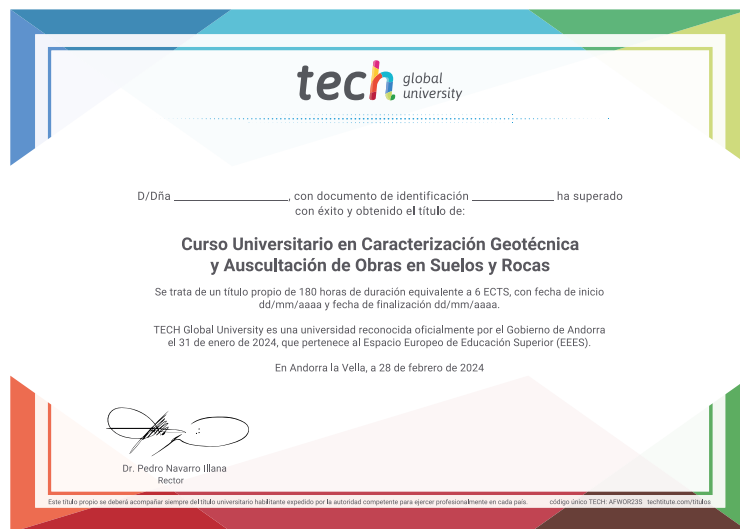 tech global university
D/Dña ________________, con documento de identificación ____________ ha superado
con éxito y obtenido el título de:
Curso Universitario en Caracterización Geotécnica
y Auscultación de Obras en Suelos y Rocas
Se trata de un título propio de 180 horas de duración equivalente a 6 ECTS, con fecha de inicio
dd/mm/aaaa y fecha de finalización dd/mm/aaaa.
TECH Global University es una universidad reconocida oficialmente por el Gobierno de Andorra
el 31 de enero de 2024, que pertenece al Espacio Europeo de Educación Superior (EEES).
En Andorra la Vella, a 28 de febrero de 2024
Dr. Pedro Navarro Illana
Rector
Este título propio se deberá acompañar siempre del título universitario habilitante expedido por la autoridad competente para ejercer profesionalmente en cada país. código único TECH: AFWOR23S techtitute.com/titulos